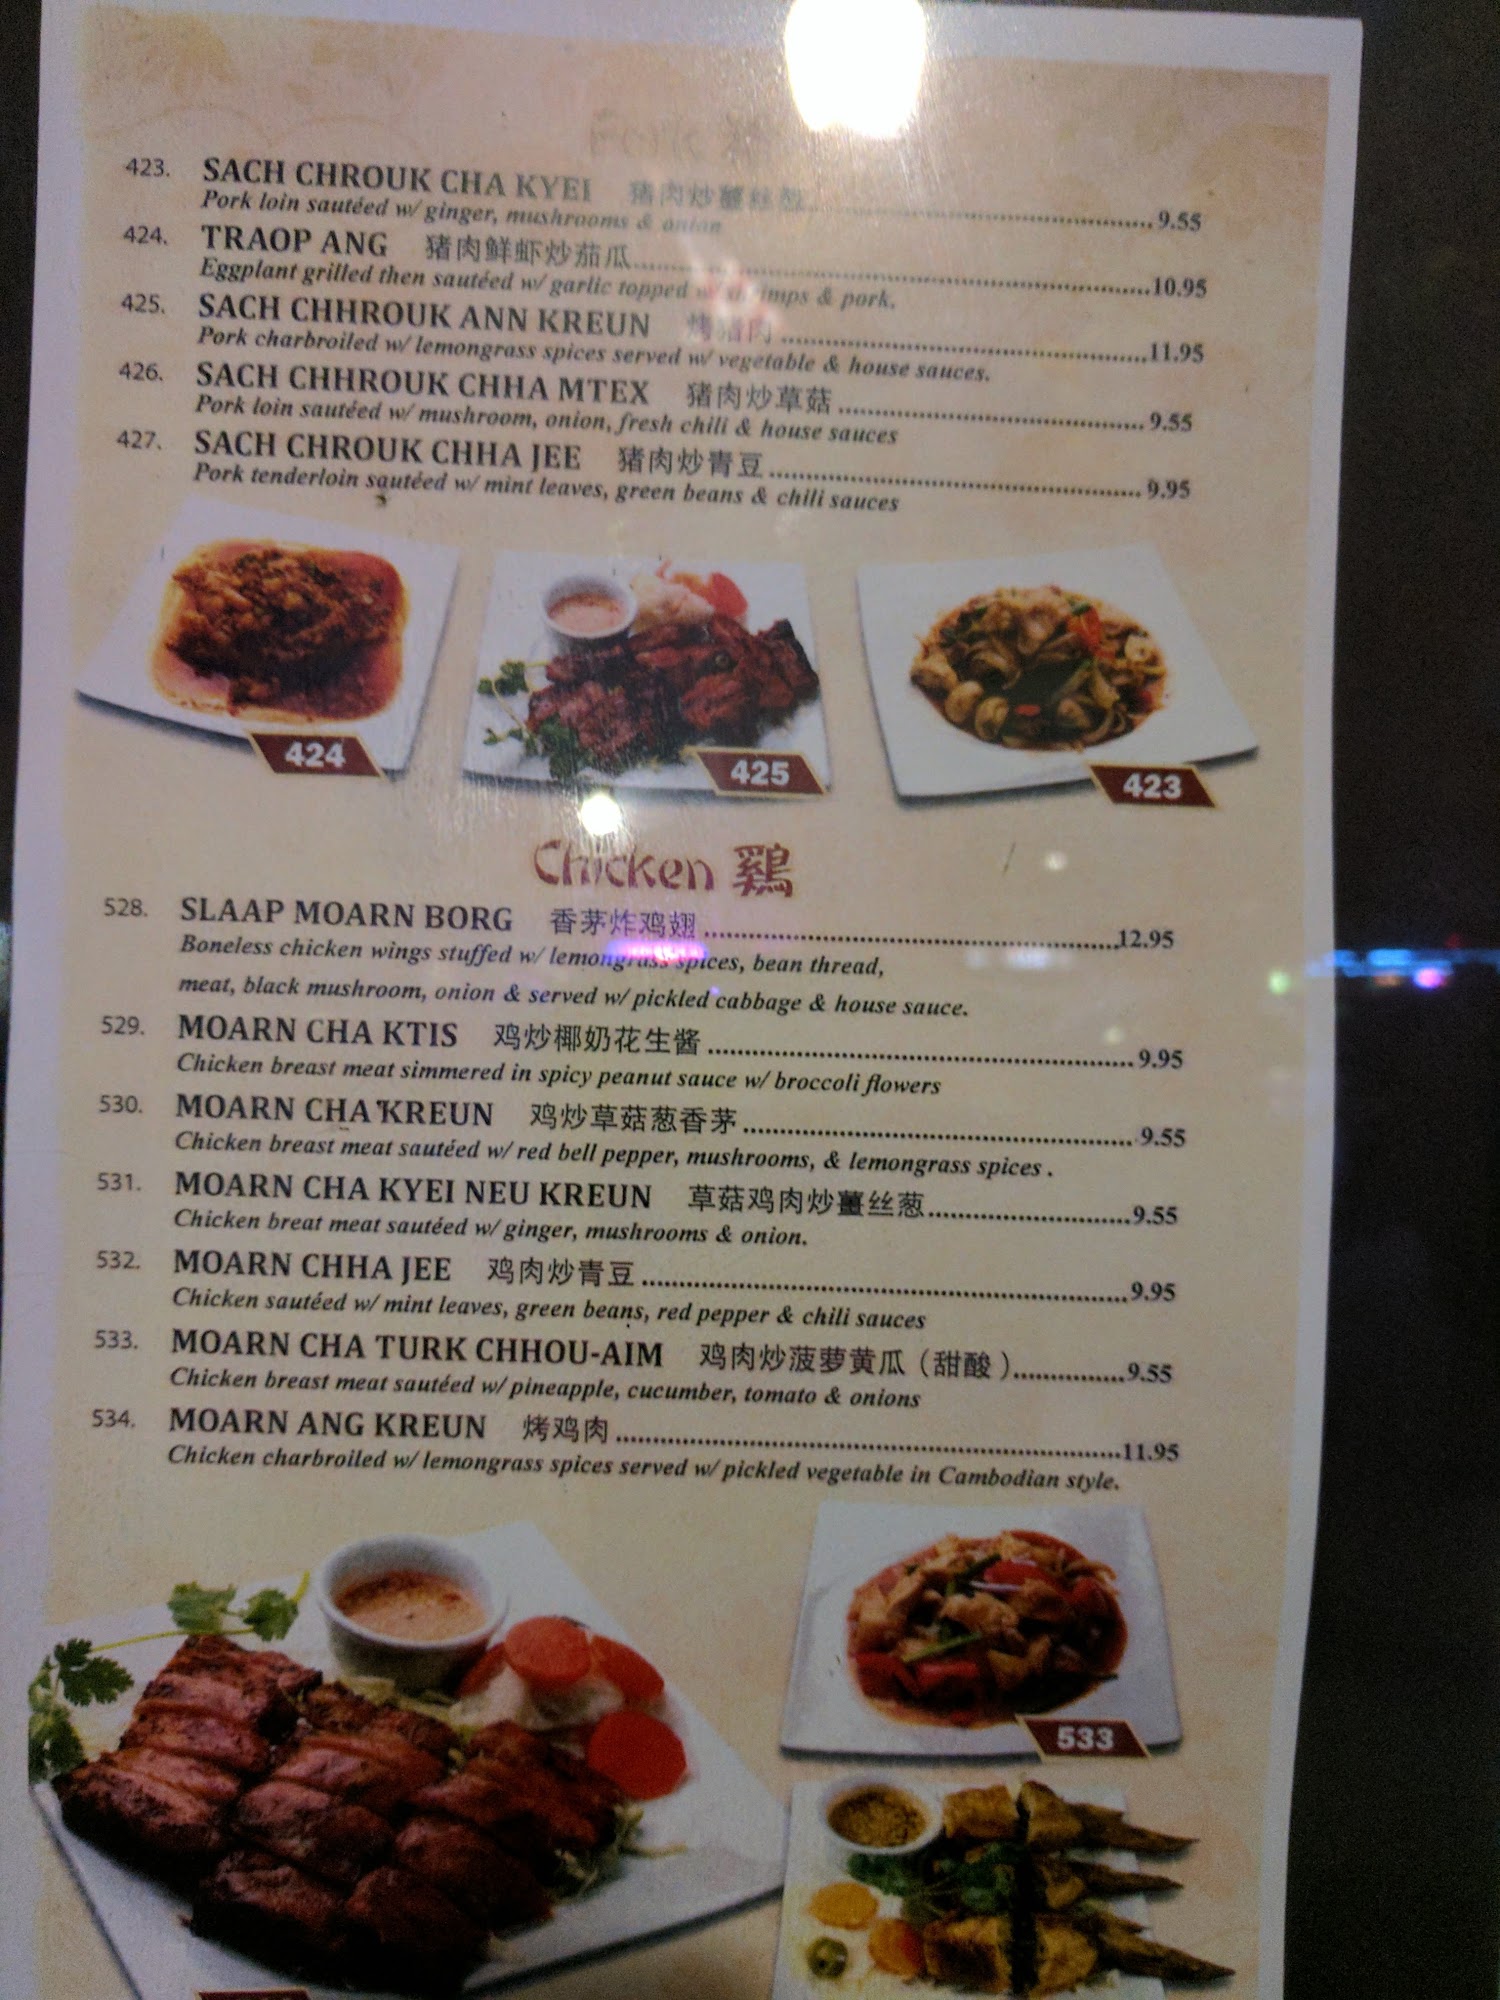 423. SACH CHROUK CHA KYEI 猪肉炒薑丝葱 9.55
Pork loin sautéed w/ ginger, mushrooms & onion
424. TRAOP ANG 猪肉鲜虾炒茄瓜 10.95
Eggplant grilled then sautéed w/ garlic topped w/ shrimps & pork.
425. SACH CHHROUK ANN KREUN 烤猪肉 11.95
Pork charbroiled w/ lemongrass spices served w/ vegetable & house sauces.
426. SACH CHHROUK CHHA MTEX 猪肉炒草菇 9.55
Pork loin sautéed w/ mushroom, onion, fresh chili & house sauces
427. SACH CHROUK CHHA JEE 猪肉炒青豆 9.95
Pork tenderloin sautéed w/ mint leaves, green beans & chili sauces
424
425
423
Chicken 鷄
528. SLAAP MOARN BORG 香茅炸鸡翅 12.95
Boneless chicken wings stuffed w/ lemongrass spices, bean thread,
meat, black mushroom, onion & served w/ pickled cabbage & house sauce.
529. MOARN CHA KTIS 鸡炒椰奶花生酱 9.95
Chicken breast meat simmered in spicy peanut sauce w/ broccoli flowers
530. MOARN CHA KREUN 鸡炒草菇葱香茅 9.55
Chicken breast meat sautéed w/ red bell pepper, mushrooms, & lemongrass spices .
531. MOARN CHA KYEI NEU KREUN 草菇鸡肉炒薑丝葱 9.55
Chicken breat meat sautéed w/ ginger, mushrooms & onion.
532. MOARN CHHA JEE 鸡肉炒青豆 9.95
Chicken sautéed w/ mint leaves, green beans, red pepper & chili sauces
533. MOARN CHA TURK CHHOU-AIM 鸡肉炒菠萝黄瓜 (甜酸 ) 9.55
Chicken breast meat sautéed w/ pineapple, cucumber, tomato & onions
534. MOARN ANG KREUN 烤鸡肉 11.95
Chicken charbroiled w/ lemongrass spices served w/ pickled vegetable in Cambodian style.
533